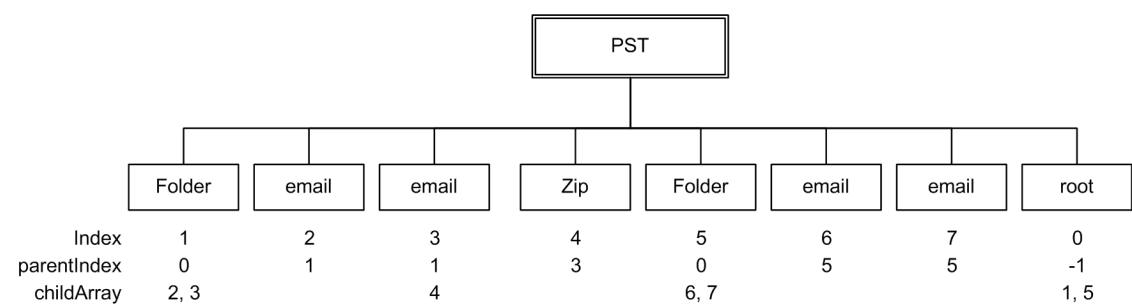 PST
Folder email email Zip Folder email email root
Index 1 2 3 4 5 6 7 0
parentIndex 0 1 1 3 0 5 5 -1
childArray 2, 3 4 6, 7 1, 5